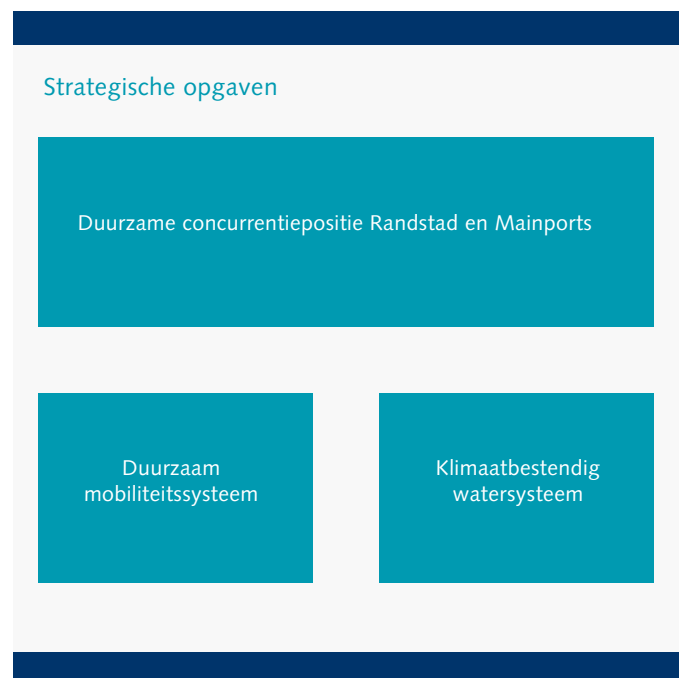 Strategische opgaven
Duurzame concurrentiepositie Randstad en Mainports
Duurzaam
mobiliteitssysteem
Klimaatbestendig
watersysteem